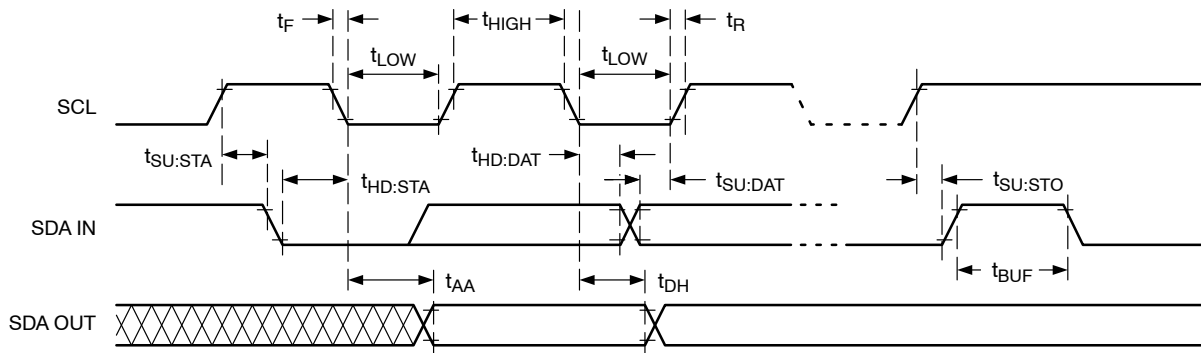 tF
tHIGH
tR
tLOW
tLOW
SCL
tSU:STA
tHD:DAT
tHD:STA
tSU:DAT
tSU:STO
SDA IN
tBUF
tAA
tDH
SDA OUT